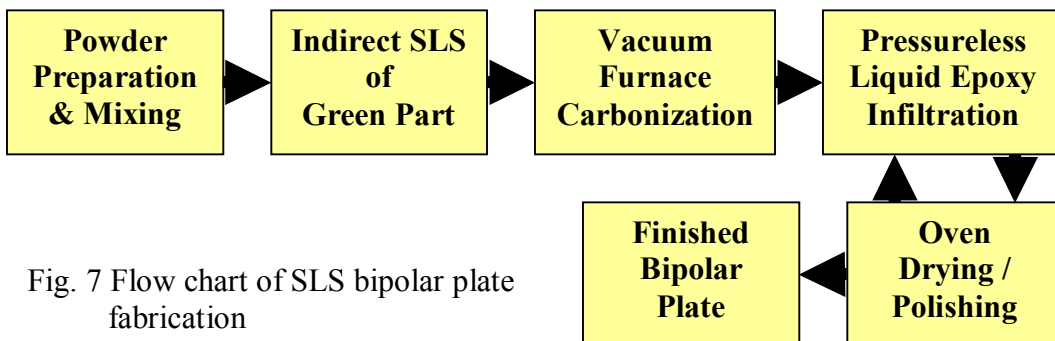 Powder
Preparation
& Mixing
Indirect SLS
of
Green Part
Vacuum
Furnace
Carbonization
Pressureless
Liquid Epoxy
Infiltration
Finished
Bipolar
Plate
Oven
Drying /
Polishing
Fig. 7 Flow chart of SLS bipolar plate
fabrication